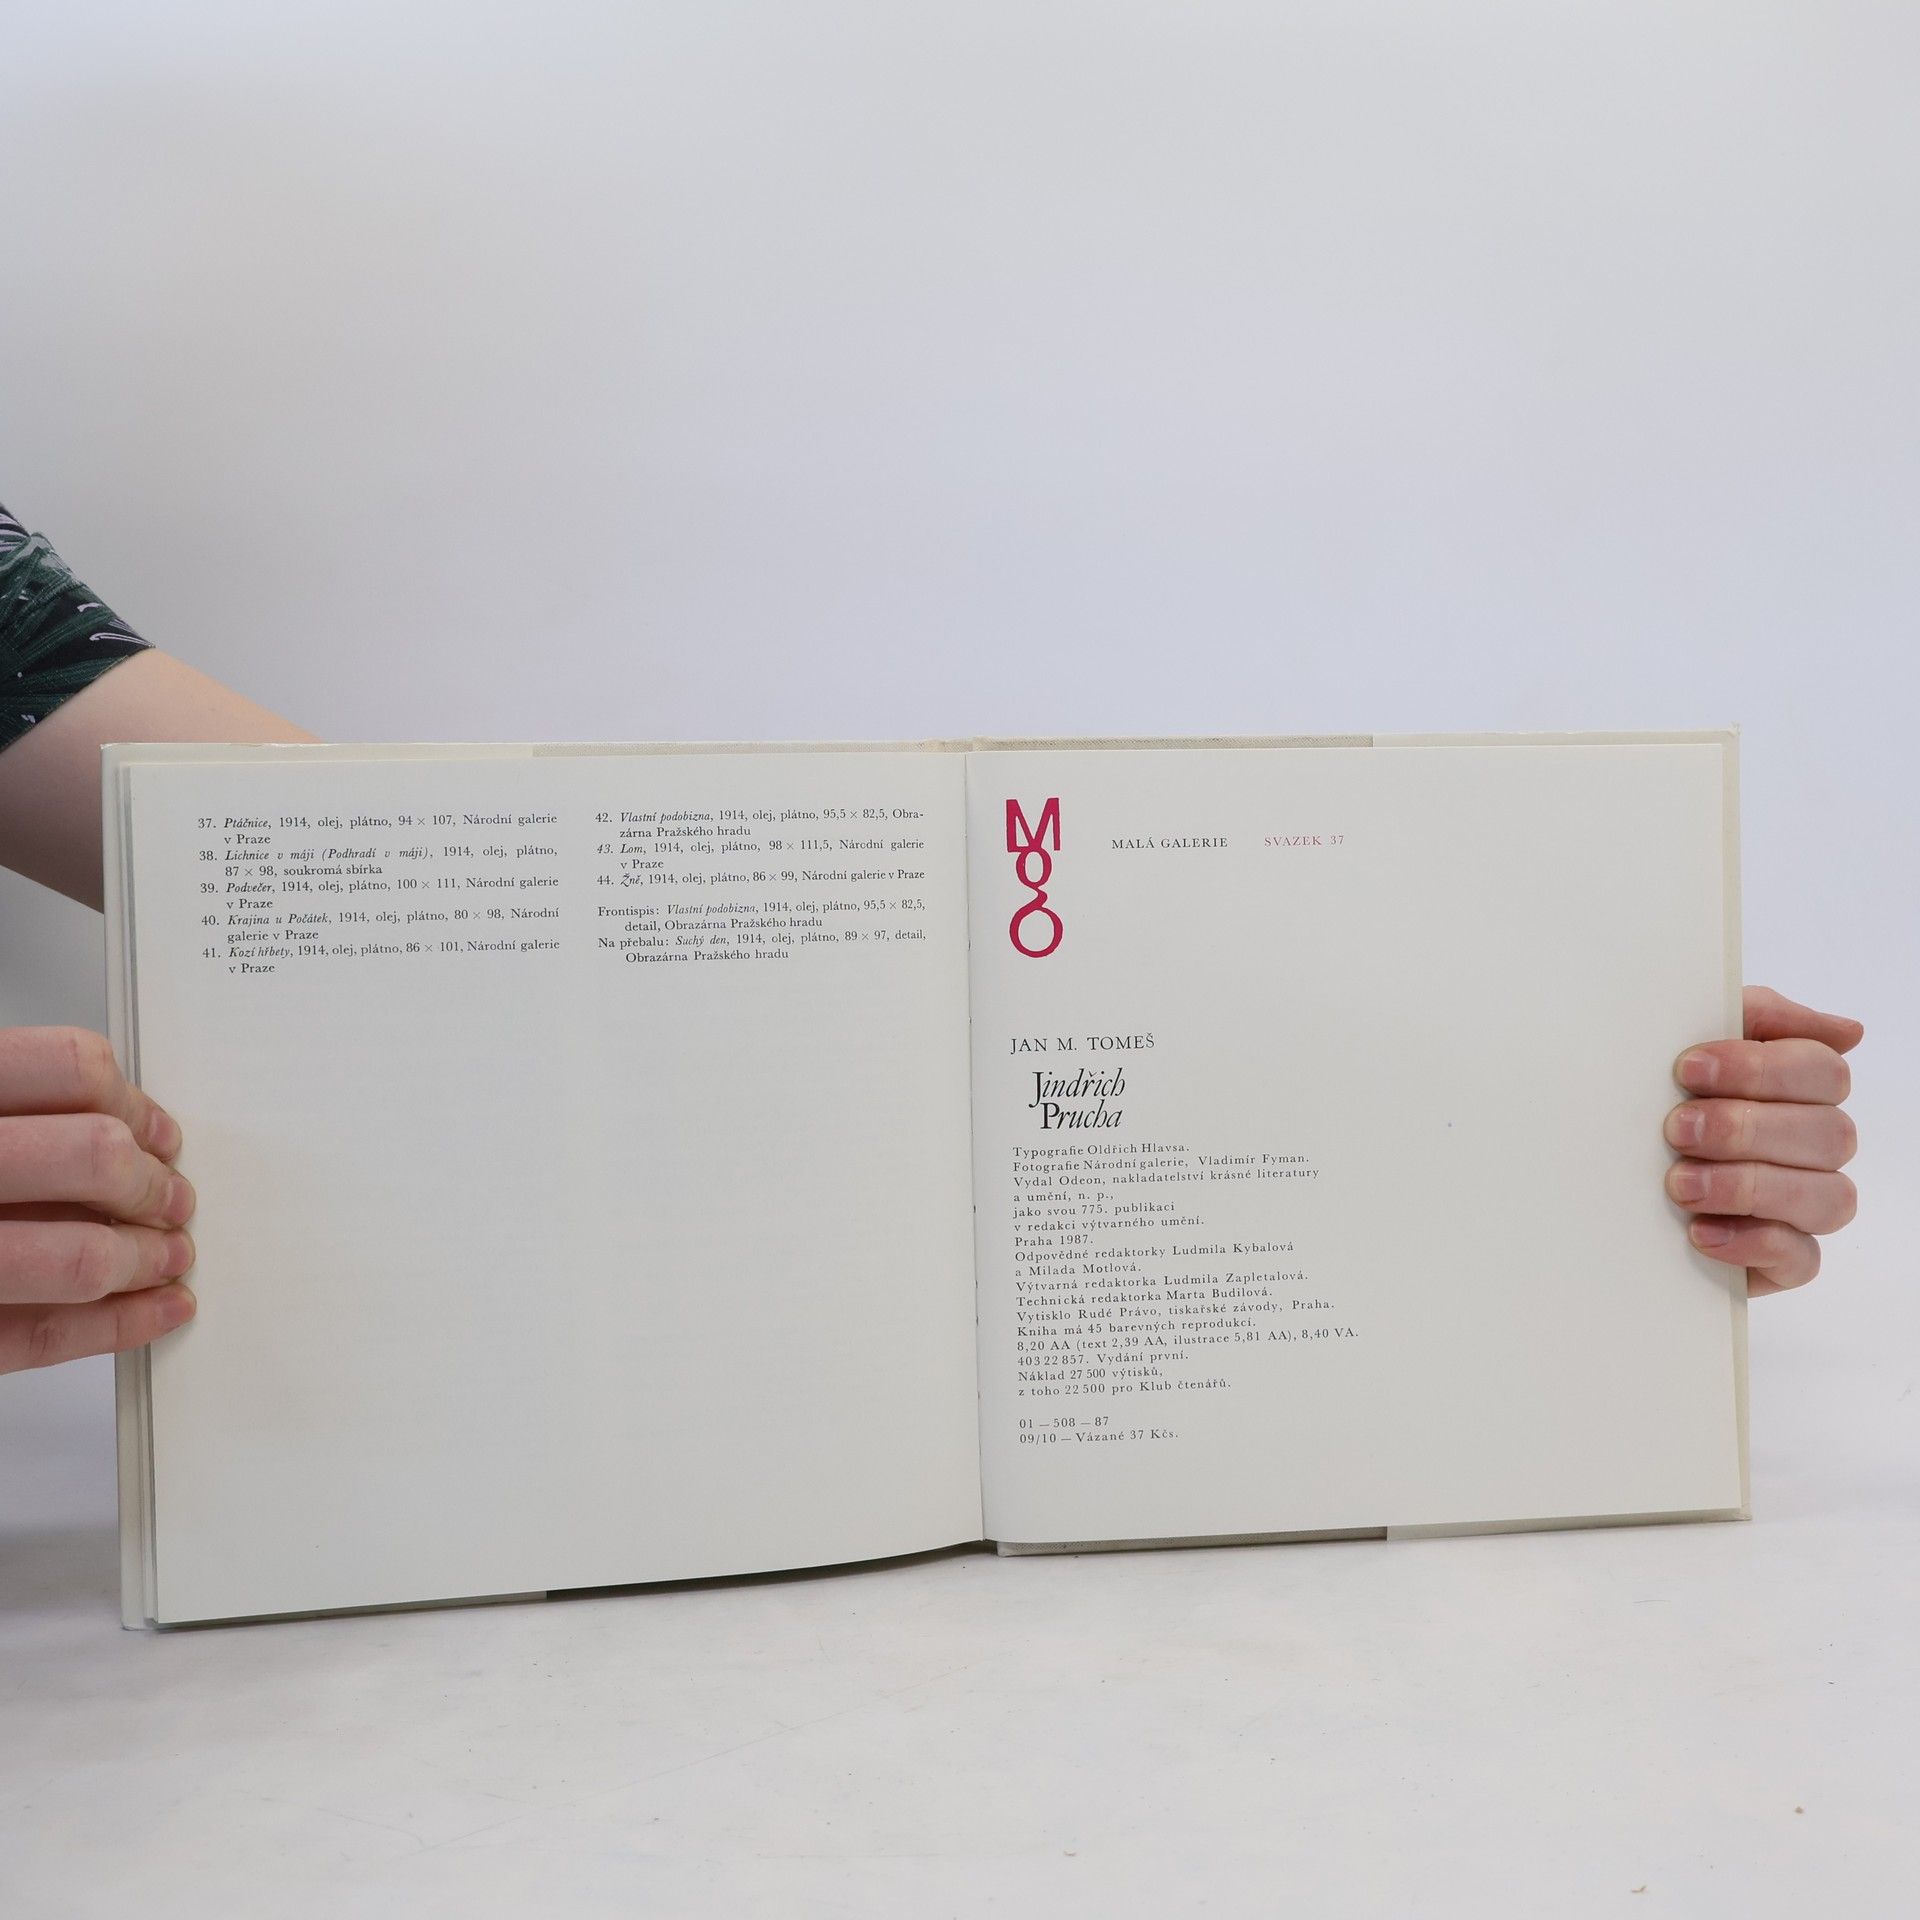 37. Ptáčnice, 1914, olej, plátno, 94 × 107, Národní galerie
v Praze
38. Lichnice v máji (Podhradí v máji), 1914, olej, plátno,
87 × 98, soukromá sbírka
39. Podvečer, 1914, olej, plátno, 100 × 111, Národní galerie
v Praze
40. Krajina u Počátek, 1914, olej, plátno, 80 × 98, Národní
galerie v Praze
41. Kozí hřbety, 1914, olej, plátno, 86 × 101, Národní galerie
v Praze
42. Vlastní podobizna, 1914, olej, plátno, 95,5 × 82,5, Obra-
zárna Pražského hradu
43. Lom, 1914, olej, plátno, 98 × 111,5, Národní galerie
v Praze
44. Žně, 1914, olej, plátno, 86 × 99, Národní galerie v Praze
Frontispis: Vlastní podobizna, 1914, olej, plátno, 95,5 × 82,5,
detail, Obrazárna Pražského hradu
Na přebalu: Suchý den, 1914, olej, plátno, 89 × 97, detail,
Obrazárna Pražského hradu
MALÁ GALERIE SVAZEK 37
JAN M. TOMEŠ
Jindřich
Prucha
Typografie Oldřich Hlavsa.
Fotografie Národní galerie, Vladimír Fyman.
Vydal Odeon, nakladatelství krásné literatury
a umění, n. p.,
jako svou 775. publikaci
v redakci výtvarného umění.
Praha 1987.
Odpovědné redaktorky Ludmila Kybalová
a Milada Motlová.
Výtvarná redaktorka Ludmila Zapletalová.
Technická redaktorka Marta Budilová.
Vytisklo Rudé Právo, tiskařské závody, Praha.
Kniha má 45 barevných reprodukcí.
8,20 AA (text 2,39 AA, ilustrace 5,81 AA), 8,40 VA.
403 22 857. Vydání první.
Náklad 27 500 výtisků,
z toho 22 500 pro Klub čtenářů.
01 — 508 — 87
09/10 — Vázané 37 Kčs.